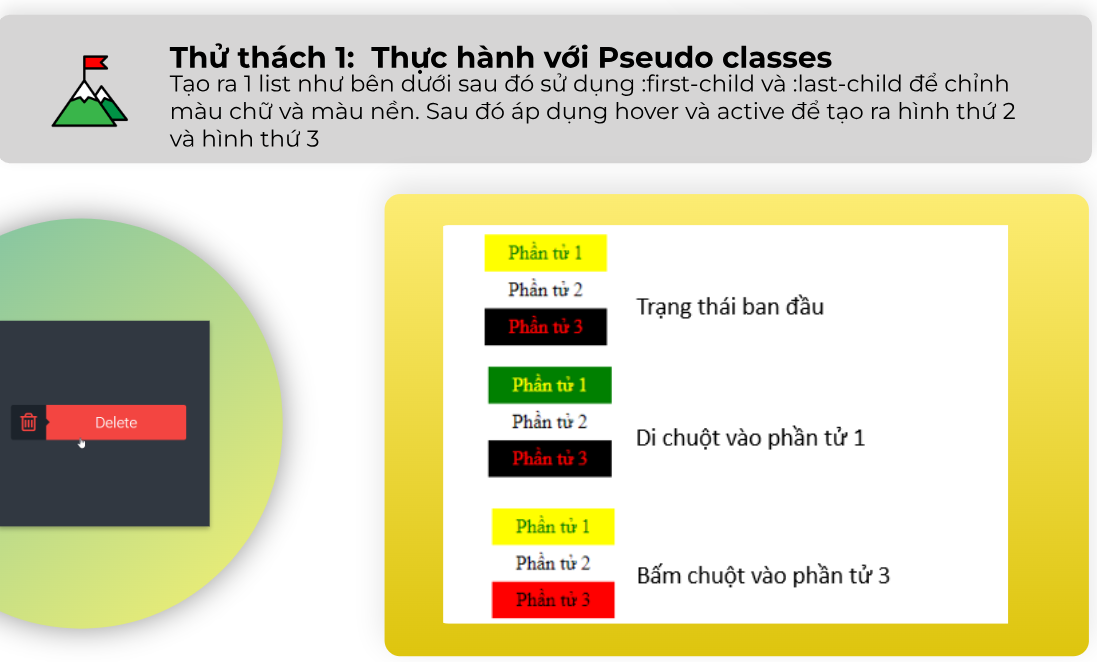 Thử thách 1: Thực hành với Pseudo classes
Tạo ra 1 list như bên dưới sau đó sử dụng :first-child và :last-child để chỉnh
màu chữ và màu nền. Sau đó áp dụng hover và active để tạo ra hình thứ 2
và hình thứ 3
Delete
Phần tử 1
Phần tử 2
Phần tử 3
Trạng thái ban đầu
Phần tử 1
Phần tử 2
Phần tử 3
Di chuột vào phần tử 1
Phần tử 1
Phần tử 2
Phần tử 3
Bấm chuột vào phần tử 3